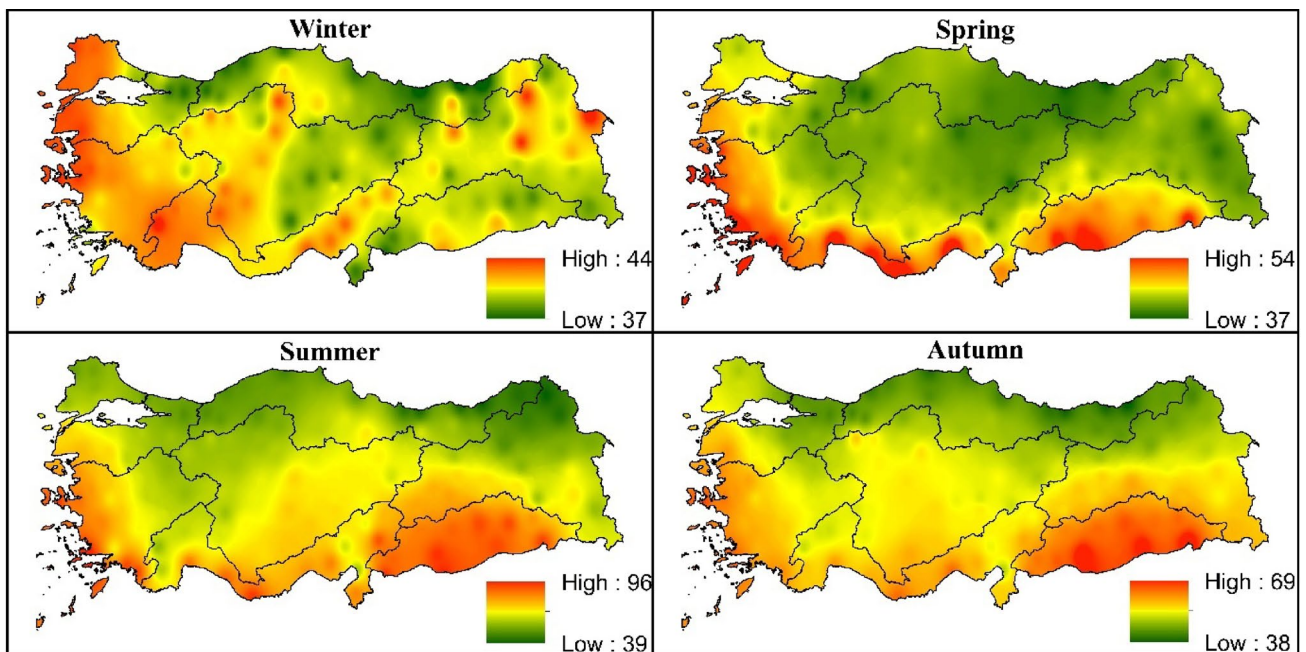 Winter
High : 44
Low : 37
Spring
High : 54
Low : 37
Summer
High : 96
Low : 39
Autumn
High : 69
Low : 38